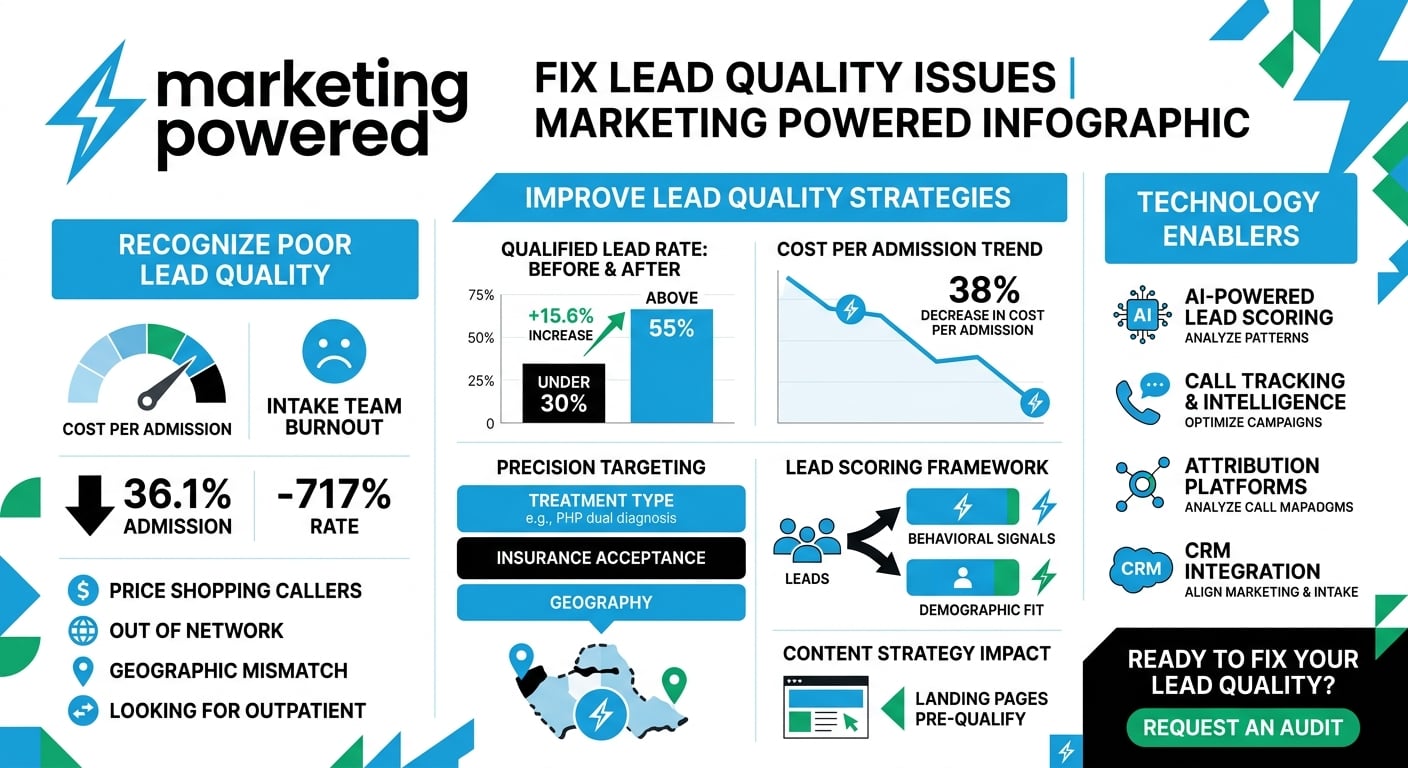 marketing
powered
FIX LEAD QUALITY ISSUES |
MARKETING POWERED INFOGRAPHIC
RECOGNIZE POOR
LEAD QUALITY
COST PER ADMISSION
INTAKE TEAM
BURNOUT
36.1%
ADMISSION
-717%
RATE
PRICE SHOPPING CALLERS
OUT OF NETWORK
GEOGRAPHIC MISMATCH
LOOKING FOR OUTPATIENT
IMPROVE LEAD QUALITY STRATEGIES
QUALIFIED LEAD RATE:
BEFORE & AFTER
75%
50%
25%
0
+15.6%
INCREASE
UNDER
30%
ABOVE
55%
COST PER ADMISSION TREND
38%
DECREASE IN COST
PER ADMISSION
PRECISION TARGETING
TREATMENT TYPE
e.g., PHP dual diagnosis
INSURANCE ACCEPTANCE
GEOGRAPHY
LEAD SCORING FRAMEWORK
LEADS
BEHAVIORAL SIGNALS
DEMOGRAPHIC FIT
CONTENT STRATEGY IMPACT
LANDING PAGES
PRE-QUALIFY
TECHNOLOGY
ENABLERS
AI
AI-POWERED
LEAD SCORING
ANALYZE PATTERNS
CALL TRACKING
& INTELLIGENCE
OPTIMIZE CAMPAIGNS
ATTRIBUTION
PLATFORMS
ANALYZE CALL MAPADGMS
CRM
CRM
INTEGRATION
ALIGN MARKETING & INTAKE
READY TO FIX YOUR
LEAD QUALITY?
REQUEST AN AUDIT